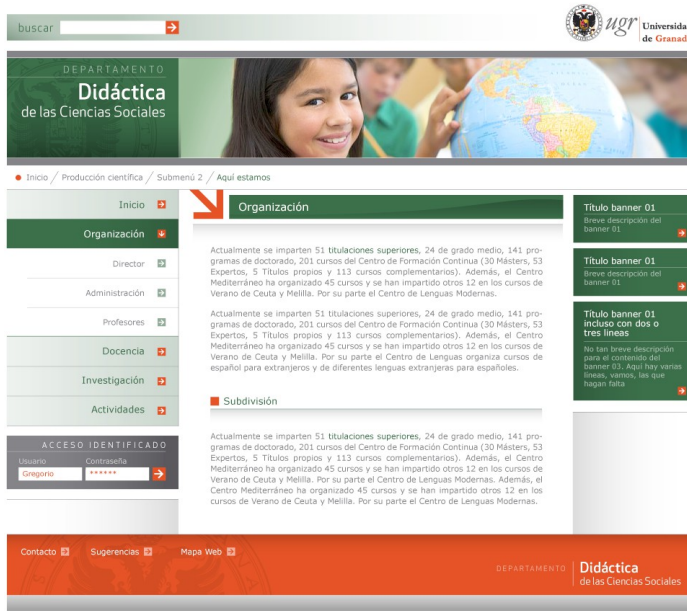 buscar
ugr
Universida
de Granad
DEPARTAMENTO
Didáctica
de las Ciencias Sociales
Inicio / Producción científica / Submenú 2 / Aquí estamos
Inicio
Organización
Director
Administración
Profesores
Docencia
Investigación
Actividades
ACCESO IDENTIFICADO
Usuario Contraseña
Gregorio ******
Organización
Actualmente se imparten 51 titulaciones superiores, 24 de grado medio, 141 pro-
gramas de doctorado, 201 cursos del Centro de Formación Continua (30 Másters, 53
Expertos, 5 Títulos propios y 113 cursos complementarios). Además, el Centro
Mediterráneo ha organizado 45 cursos y se han impartido otros 12 en los cursos de
Verano de Ceuta y Melilla. Por su parte el Centro de Lenguas Modernas.
Actualmente se imparten 51 titulaciones superiores, 24 de grado medio, 141 pro-
gramas de doctorado, 201 cursos del Centro de Formación Continua (30 Másters, 53
Expertos, 5 Títulos propios y 113 cursos complementarios). Además, el Centro
Mediterráneo ha organizado 45 cursos y se han impartido otros 12 en los cursos de
Verano de Ceuta y Melilla. Por su parte el Centro de Lenguas organiza cursos de
español para extranjeros y de diferentes lenguas extranjeras para españoles.
Subdivisión
Actualmente se imparten 51 titulaciones superiores, 24 de grado medio, 141 pro-
gramas de doctorado, 201 cursos del Centro de Formación Continua (30 Másters, 53
Expertos, 5 Títulos propios y 113 cursos complementarios). Además, el Centro
Mediterráneo ha organizado 45 cursos y se han impartido otros 12 en los cursos de
Verano de Ceuta y Melilla. Por su parte el Centro de Lenguas Modernas. Además, el
Centro Mediterráneo ha organizado 45 cursos y se han impartido otros 12 en los
cursos de Verano de Ceuta y Melilla. Por su parte el Centro de Lenguas Modernas.
Título banner 01
Breve descripción del
banner 01
Título banner 01
Breve descripción del
banner 01
Título banner 01
incluso con dos o
tres lineas
No tan breve descripción
para el contenido del
banner 03. Aquí hay varias
lineas, vamos, las que
hagan falta
Contacto Sugerencias Mapa Web
DEPARTAMENTO
Didáctica
de las Ciencias Sociales